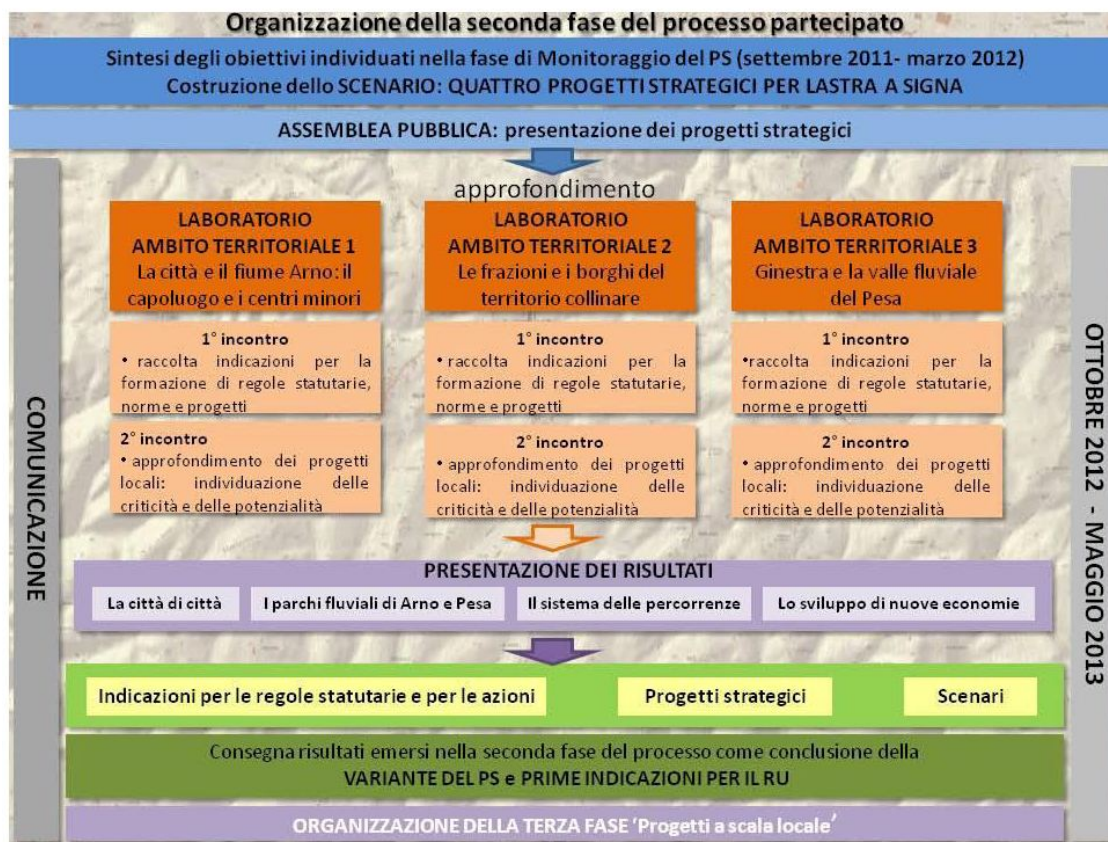 Organizzazione della seconda fase del processo partecipato
Sintesi degli obiettivi individuati nella fase di Monitoraggio del PS (settembre 2011- marzo 2012)
Costruzione dello SCENARIO: QUATTRO PROGETTI STRATEGICI PER LASTRA A SIGNA
ASSEMBLEA PUBBLICA: presentazione dei progetti strategici
approfondimento
COMUNICAZIONE
LABORATORIO
AMBITO TERRITORIALE 1
La città e il fiume Arno: il
capoluogo e i centri minori
1° incontro
• raccolta indicazioni per la
formazione di regole statutarie,
norme e progetti
2° incontro
• approfondimento dei progetti
locali: individuazione delle
criticità e delle potenzialità
LABORATORIO
AMBITO TERRITORIALE 2
Le frazioni e i borghi del
territorio collinare
1° incontro
• raccolta indicazioni per la
formazione di regole statutarie,
norme e progetti
2° incontro
• approfondimento dei progetti
locali: individuazione delle
criticità e delle potenzialità
LABORATORIO
AMBITO TERRITORIALE 3
Ginestra e la valle fluviale
del Pesa
1° incontro
•raccolta indicazioni per la
formazione di regole statutarie,
norme e progetti
2° incontro
• approfondimento dei progetti
locali: individuazione delle
criticità e delle potenzialità
OTTOBRE 2012 - MAGGIO 2013
PRESENTAZIONE DEI RISULTATI
La città di città
I parchi fluviali di Arno e Pesa
Il sistema delle percorrenze
Lo sviluppo di nuove economie
Indicazioni per le regole statutarie e per le azioni
Progetti strategici
Scenari
Consegna risultati emersi nella seconda fase del processo come conclusione della
VARIANTE DEL PS e PRIME INDICAZIONI PER IL RU
ORGANIZZAZIONE DELLA TERZA FASE ‘Progetti a scala locale’